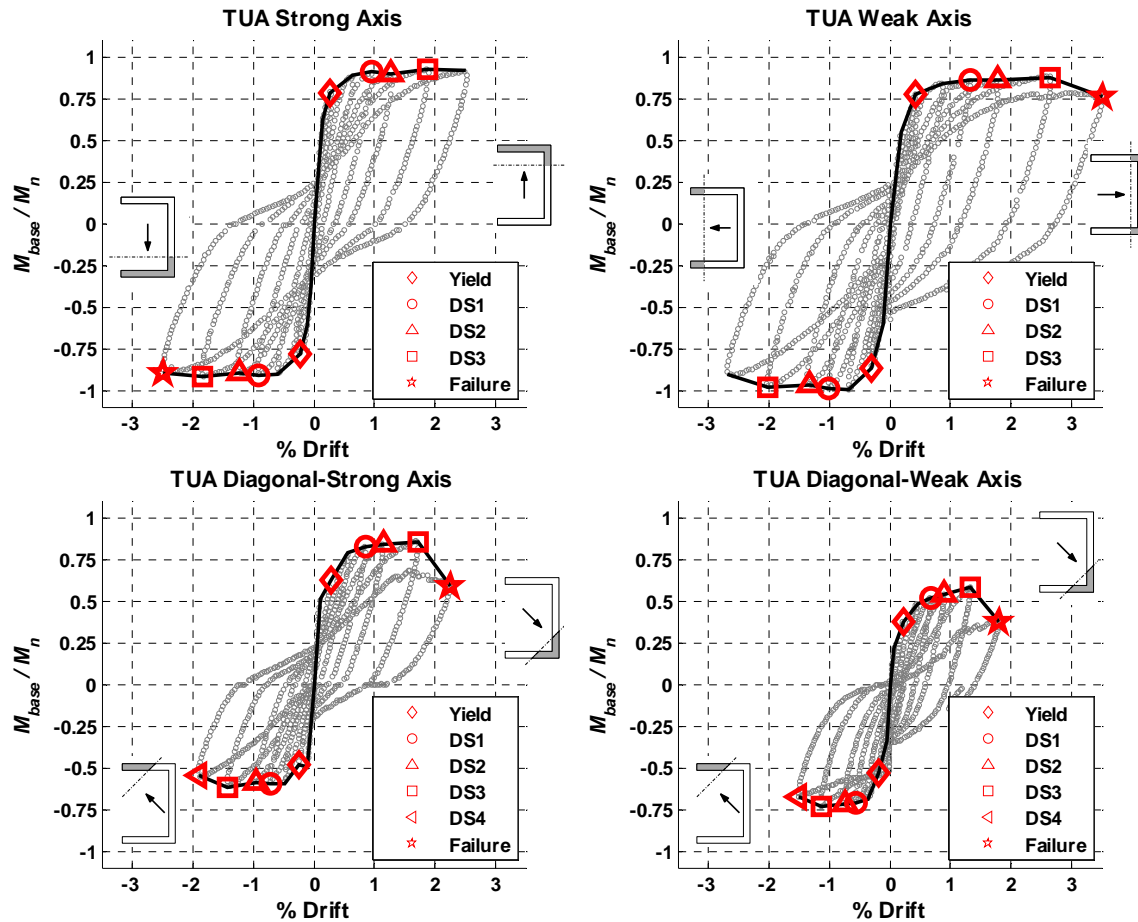 TUA Strong Axis
1
0.75
0.5
0.25
0
-0.25
-0.5
-0.75
-1
M_base / M_n
-3 -2 -1 0 1 2 3
% Drift
Yield
DS1
DS2
DS3
Failure
TUA Weak Axis
1
0.75
0.5
0.25
0
-0.25
-0.5
-0.75
-1
-3 -2 -1 0 1 2 3
% Drift
Yield
DS1
DS2
DS3
Failure
TUA Diagonal-Strong Axis
1
0.75
0.5
0.25
0
-0.25
-0.5
-0.75
-1
M_base / M_n
-3 -2 -1 0 1 2 3
% Drift
Yield
DS1
DS2
DS3
DS4
Failure
TUA Diagonal-Weak Axis
1
0.75
0.5
0.25
0
-0.25
-0.5
-0.75
-1
-3 -2 -1 0 1 2 3
% Drift
Yield
DS1
DS2
DS3
DS4
Failure